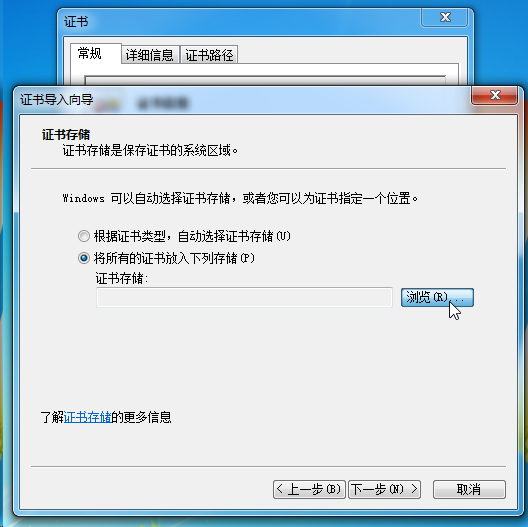 证书
常规 详细信息 证书路径
证书导入向导
证书存储
证书存储是保存证书的系统区域。
Windows 可以自动选择证书存储，或者您可以为证书指定一个位置。
根据证书类型，自动选择证书存储(U)
将所有的证书放入下列存储(P)
证书存储:
浏览(R)...
了解证书存储的更多信息
< 上一步(B) 下一步(N) > 取消